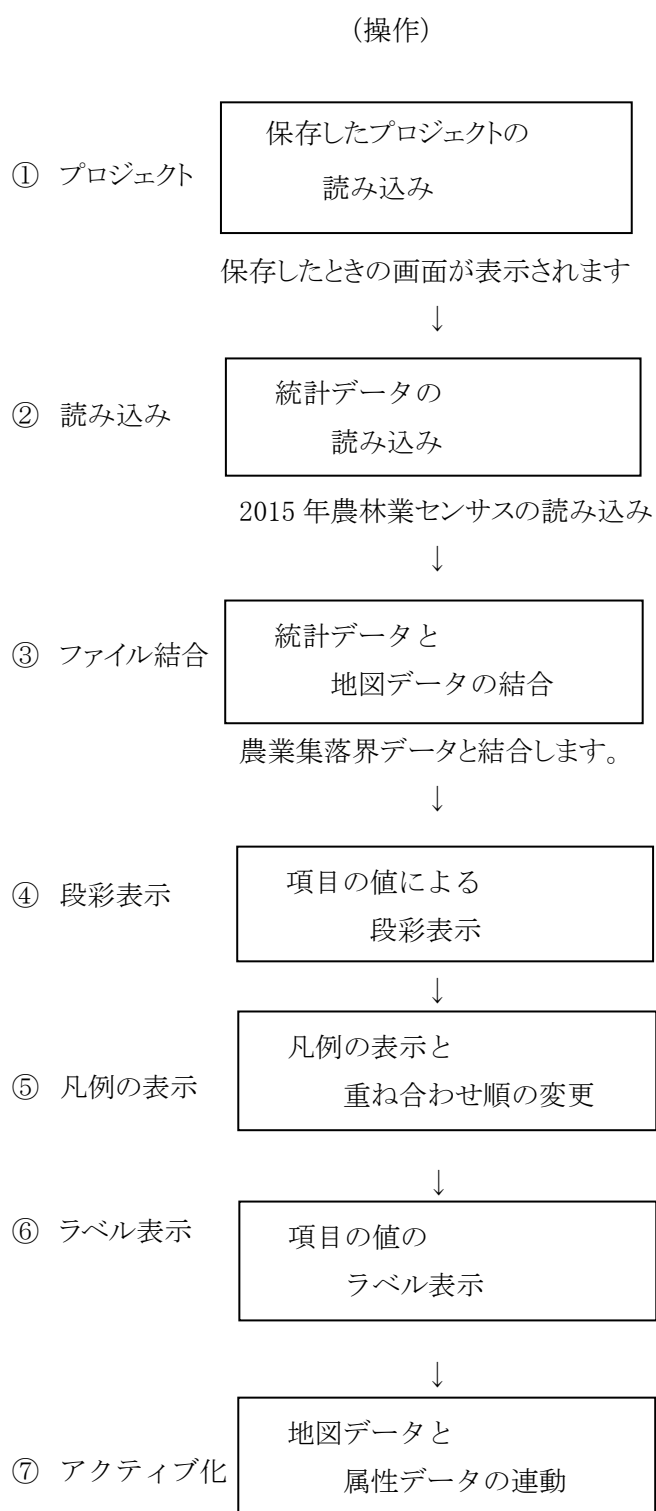 （操作）
保存したプロジェクトの
① プロジェクト
読み込み
保存したときの画面が表示されます
↓
統計データの
② 読み込み
読み込み
2015 年農林業センサスの読み込み
↓
統計データと
③ ファイル結合
地図データの結合
農業集落界データと結合します。
↓
項目の値による
④ 段彩表示
段彩表示
↓
凡例の表示と
⑤ 凡例の表示
重ね合わせ順の変更
↓
⑥ ラベル表示
項目の値の
ラベル表示
↓
地図データと
⑦ アクティブ化
属性データの連動